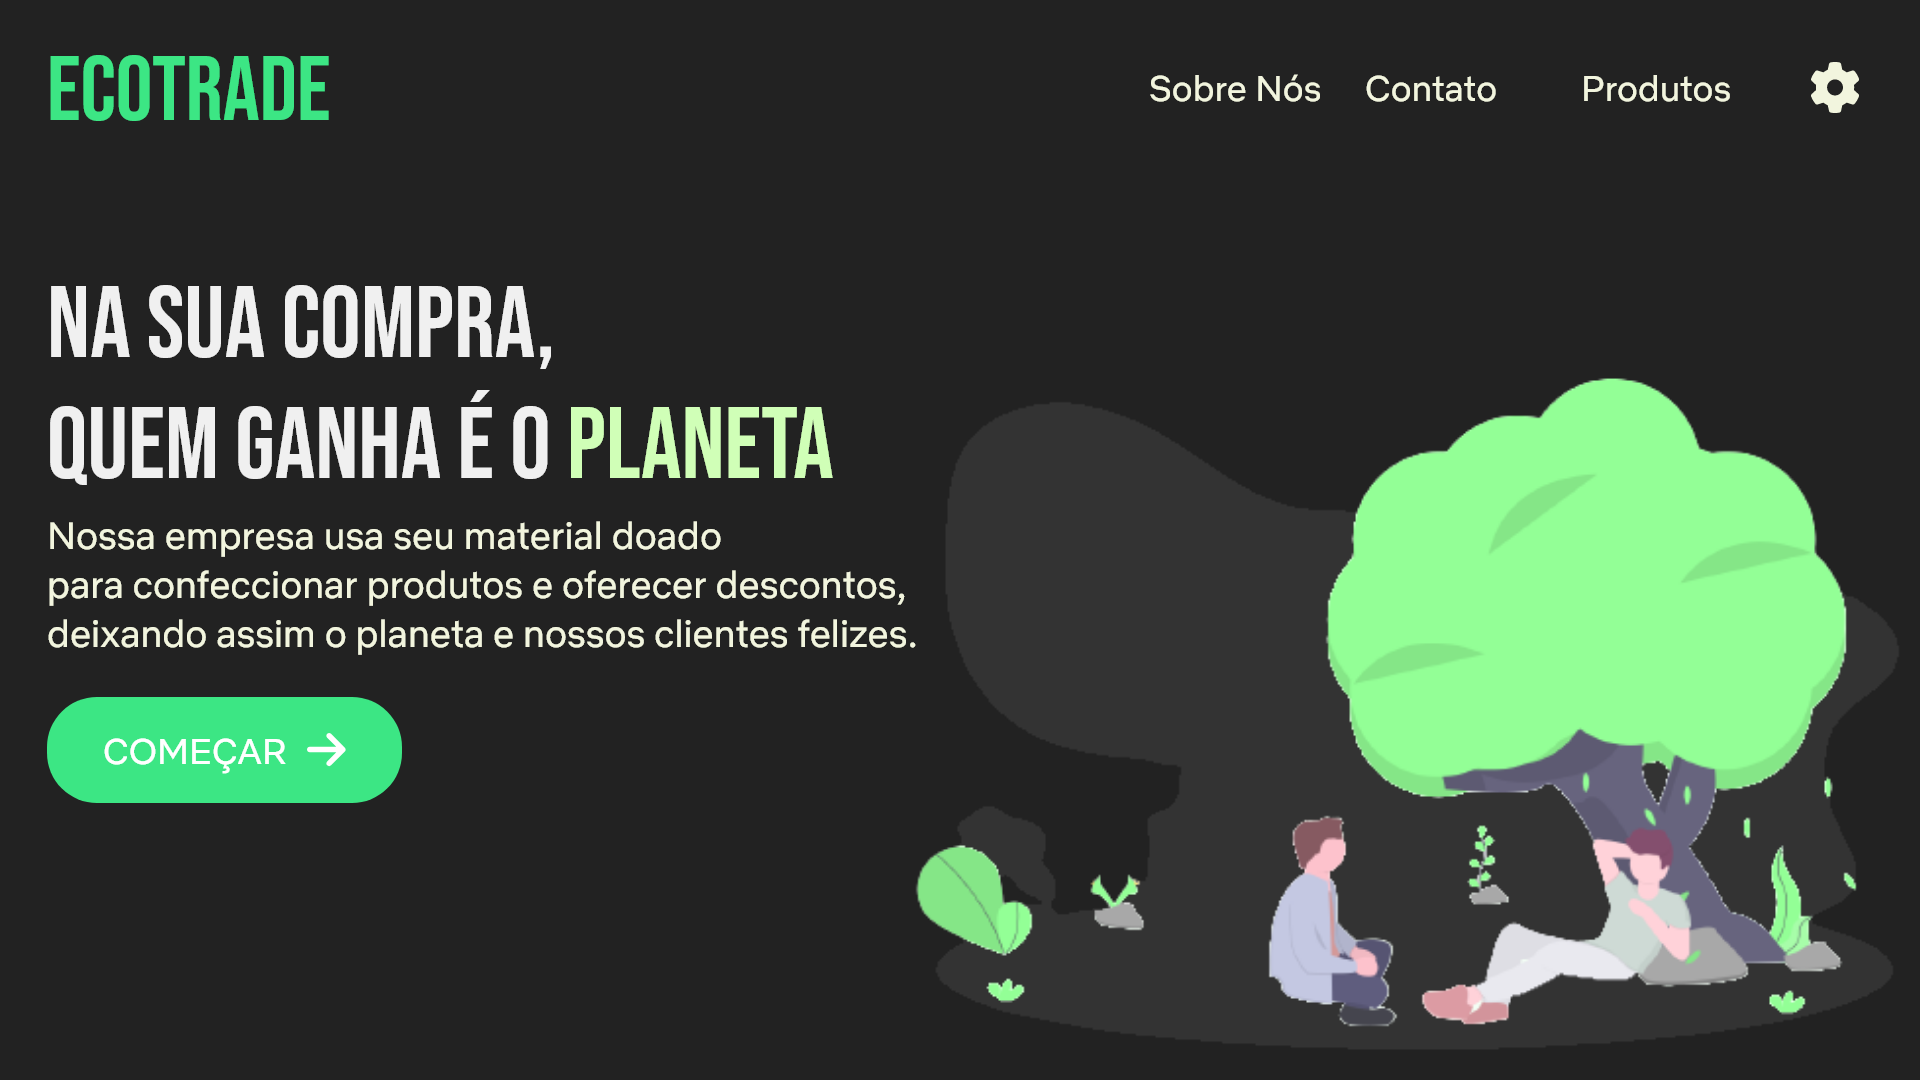 ECOTRADE
Sobre Nós Contato Produtos
NA SUA COMPRA,
QUEM GANHA É O PLANETA
Nossa empresa usa seu material doado
para confeccionar produtos e oferecer descontos,
deixando assim o planeta e nossos clientes felizes.
COMEÇAR